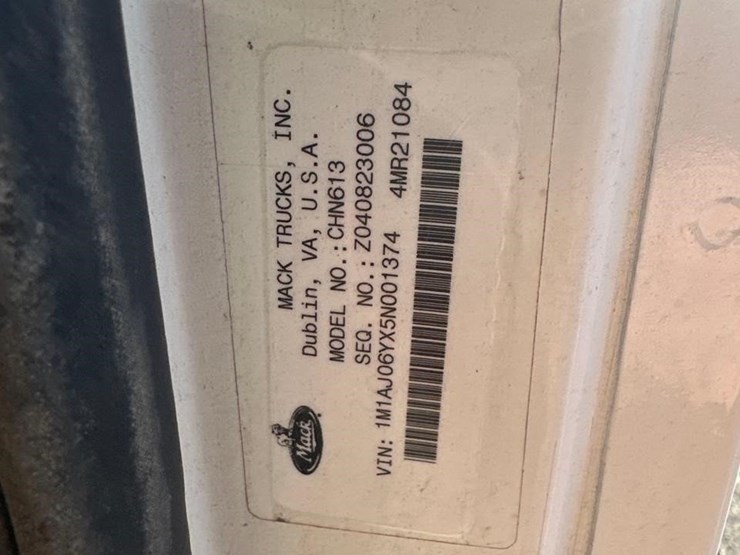 MACK TRUCKS, INC.
Dublin, VA, U.S.A.
MODEL NO.: CHN613
SEQ. NO.: Z040823006
Mack
VIN: 1M1AJ06YX5N001374 4MR21084